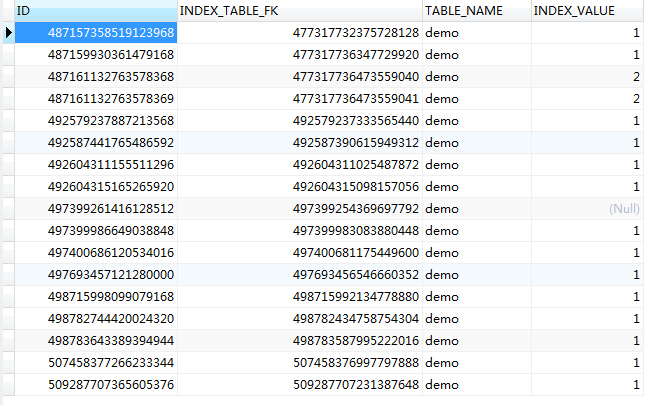 ID INDEX_TABLE_FK TABLE_NAME INDEX_VALUE
487157358519123968 477317732375728128 demo 1
487159930361479168 477317736347729920 demo 1
487161132763578368 477317736473559040 demo 2
487161132763578369 477317736473559041 demo 2
492579237887213568 492579237333565440 demo 1
492587441765486592 492587390615949312 demo 1
492604311155511296 492604311025487872 demo 1
492604315165265920 492604315098157056 demo 1
497399261416128512 497399254369697792 demo (Null)
497399986649038848 497399983083880448 demo 1
497400686120534016 497400681175449600 demo 1
497693457121280000 497693456546660352 demo 1
498715998099079168 498715992134778880 demo 1
498782744420024320 498782434758754304 demo 1
498783643389394944 498783587995222016 demo 1
507458377266233344 507458376997797888 demo 1
509287707365605376 509287707231387648 demo 1